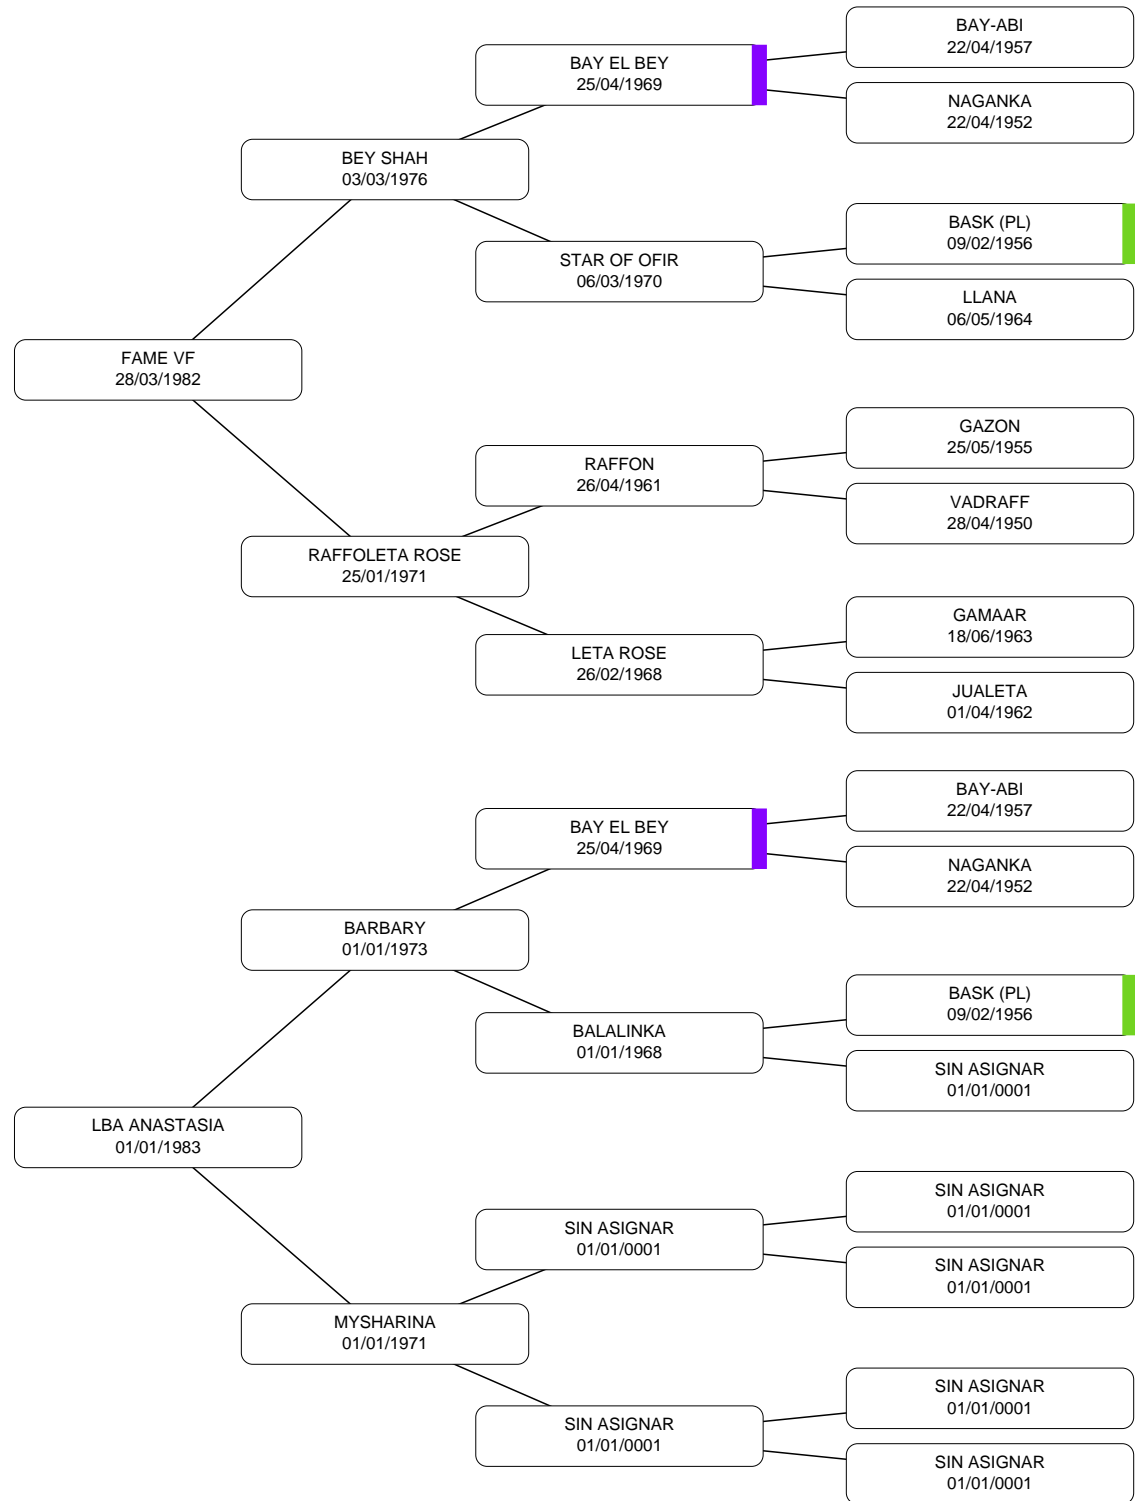 BAY-ABI
22/04/1957
BAY EL BEY
25/04/1969
NAGANKA
22/04/1952
BEY SHAH
03/03/1976
BASK (PL)
09/02/1956
STAR OF OFIR
06/03/1970
LLANA
06/05/1964
FAME VF
28/03/1982
GAZON
25/05/1955
RAFFON
26/04/1961
VADRAFF
28/04/1950
RAFFOLETA ROSE
25/01/1971
GAMAAR
18/06/1963
LETA ROSE
26/02/1968
JUALETA
01/04/1962
BAY-ABI
22/04/1957
BAY EL BEY
25/04/1969
NAGANKA
22/04/1952
BARBARY
01/01/1973
BASK (PL)
09/02/1956
BALALINKA
01/01/1968
SIN ASIGNAR
01/01/0001
LBA ANASTASIA
01/01/1983
SIN ASIGNAR
01/01/0001
SIN ASIGNAR
01/01/0001
SIN ASIGNAR
01/01/0001
MYSHARINA
01/01/1971
SIN ASIGNAR
01/01/0001
SIN ASIGNAR
01/01/0001
SIN ASIGNAR
01/01/0001